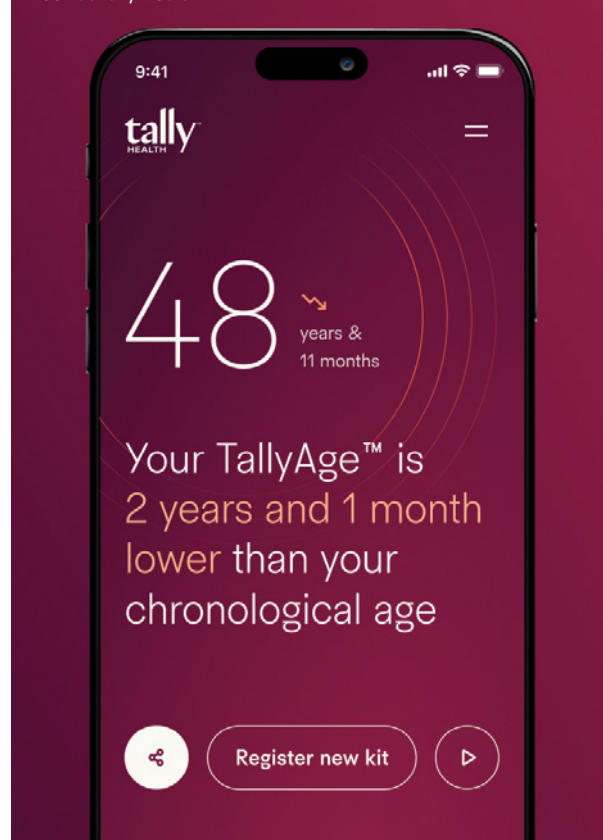 9:41
tally™
HEALTH
48
years &
11 months
Your TallyAge™ is
2 years and 1 month
lower than your
chronological age
Register new kit